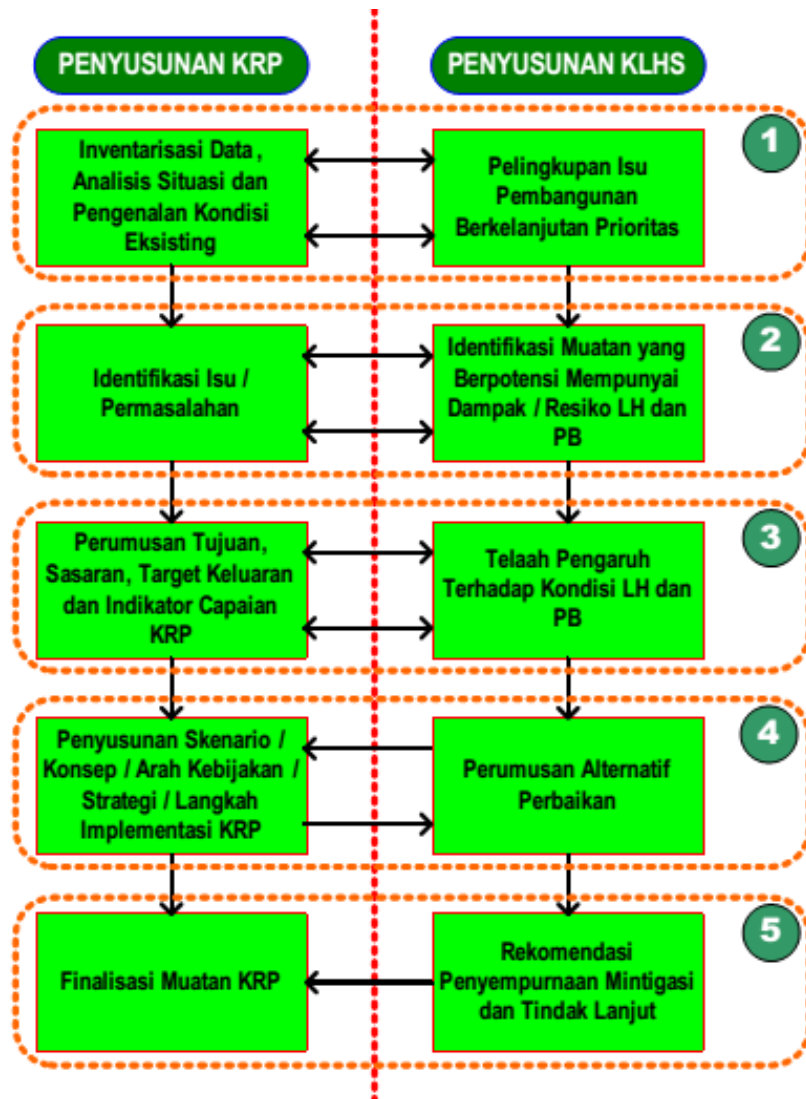 PENYUSUNAN KRP
PENYUSUNAN KLHS
1
Inventarisasi Data ,
Analisis Situasi dan
Pengenalan Kondisi
Eksisting
Pelingkupan Isu
Pembangunan
Berkelanjutan Prioritas
2
Identifikasi Isu /
Permasalahan
Identifikasi Muatan yang
Berpotensi Mempunyai
Dampak / Resiko LH dan
PB
3
Perumusan Tujuan,
Sasaran, Target Keluaran
dan Indikator Capaian
KRP
Telaah Pengaruh
Terhadap Kondisi LH dan
PB
4
Penyusunan Skenario /
Konsep / Arah Kebijakan /
Strategi / Langkah
Implementasi KRP
Perumusan Alternatif
Perbaikan
5
Finalisasi Muatan KRP
Rekomendasi
Penyempurnaan Mintigasi
dan Tindak Lanjut